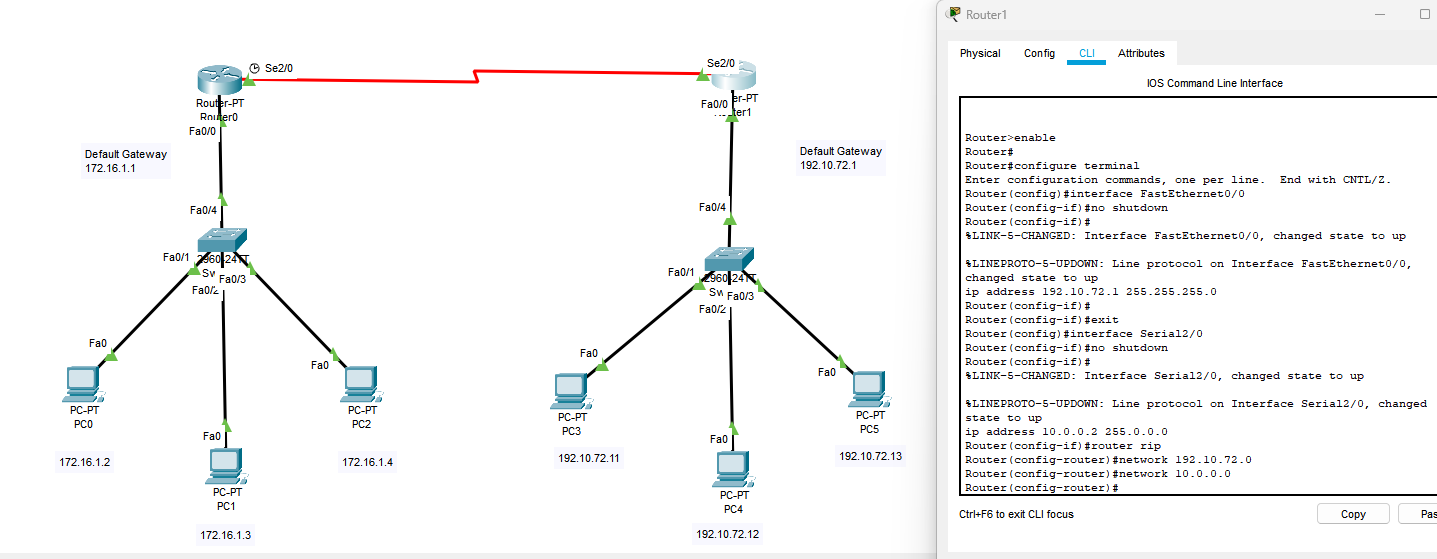 Router1
Physical Config CLI Attributes
IOS Command Line Interface
Router>enable
Router#
Router#configure terminal
Enter configuration commands, one per line.  End with CNTL/Z.
Router(config)#interface FastEthernet0/0
Router(config-if)#no shutdown
Router(config-if)#
%LINK-5-CHANGED: Interface FastEthernet0/0, changed state to up
%LINEPROTO-5-UPDOWN: Line protocol on Interface FastEthernet0/0,
changed state to up
ip address 192.10.72.1 255.255.255.0
Router(config-if)#
Router(config-if)#exit
Router(config)#interface Serial2/0
Router(config-if)#no shutdown
Router(config-if)#
%LINK-5-CHANGED: Interface Serial2/0, changed state to up
%LINEPROTO-5-UPDOWN: Line protocol on Interface Serial2/0, changed
state to up
ip address 10.0.0.2 255.0.0.0
Router(config-if)#router rip
Router(config-router)#network 192.10.72.0
Router(config-router)#network 10.0.0.0
Router(config-router)#
Ctrl+F6 to exit CLI focus
Copy
Pas
Se2/0
Router-PT
Router0
Fa0/0
Default Gateway
172.16.1.1
Fa0/4
Fa0/1
2960-24TT
Sw
Fa0/3
Fa0/2
Fa0
PC-PT
PC0
172.16.1.2
Fa0
PC-PT
PC1
172.16.1.3
Fa0
PC-PT
PC2
172.16.1.4
Se2/0
er-PT
ter1
Fa0/0
Default Gateway
192.10.72.1
Fa0/4
Fa0/1
2960-24TT
Sw
Fa0/3
Fa0/2
Fa0
PC-PT
PC3
192.10.72.11
Fa0
PC-PT
PC4
192.10.72.12
Fa0
PC-PT
PC5
192.10.72.13